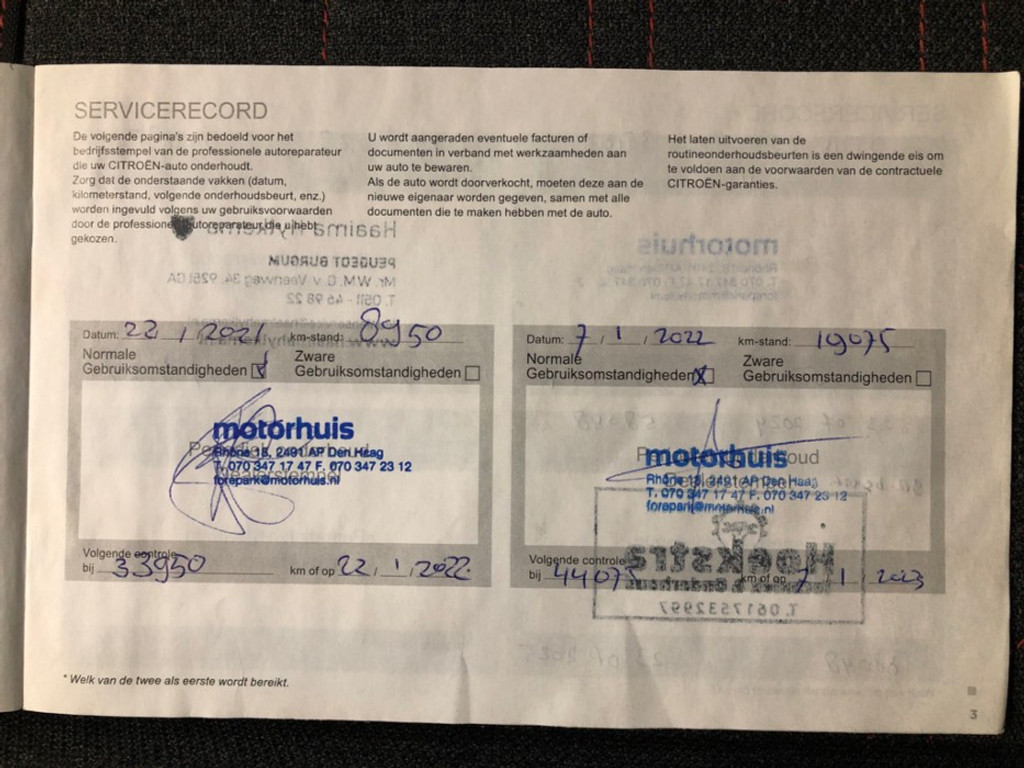 SERVICERECORD
De volgende pagina's zijn bedoeld voor het
bedrijfsstempel van de professionele autoreparateur
die uw CITROËN-auto onderhoudt.
Zorg dat de onderstaande vakken (datum,
kilometerstand, volgende onderhoudsbeurt, enz.)
worden ingevuld volgens uw gebruiksvoorwaarden
door de professionele autoreparateur die u hebt
gekozen.
U wordt aangeraden eventuele facturen of
documenten in verband met werkzaamheden aan
uw auto te bewaren.
Als de auto wordt doorverkocht, moeten deze aan de
nieuwe eigenaar worden gegeven, samen met alle
documenten die te maken hebben met de auto.
Het laten uitvoeren van de
routineonderhoudsbeurten is een dwingende eis om
te voldoen aan de voorwaarden van de contractuele
CITROËN-garanties.
Datum: 22 / 1 / 2021 km-stand: 8950
Normale
Gebruiksomstandigheden
Zware
Gebruiksomstandigheden
motorhuis
Rhône 13, 2491 AP Den Haag
T. 070 347 17 47 F. 070 347 23 12
forepark@motorhuis.nl
Volgende controle
bij 33950 km of op 22 / 1 / 2022
Datum: 7 / 1 / 2022 km-stand: 19075
Normale
Gebruiksomstandigheden
Zware
Gebruiksomstandigheden
motorhuis
Rhône 13, 2491 AP Den Haag
T. 070 347 17 47 F. 070 347 23 12
forepark@motorhuis.nl
Volgende controle
bij 44075 km of op 7 / 1 / 2023
* Welk van de twee als eerste wordt bereikt.
3